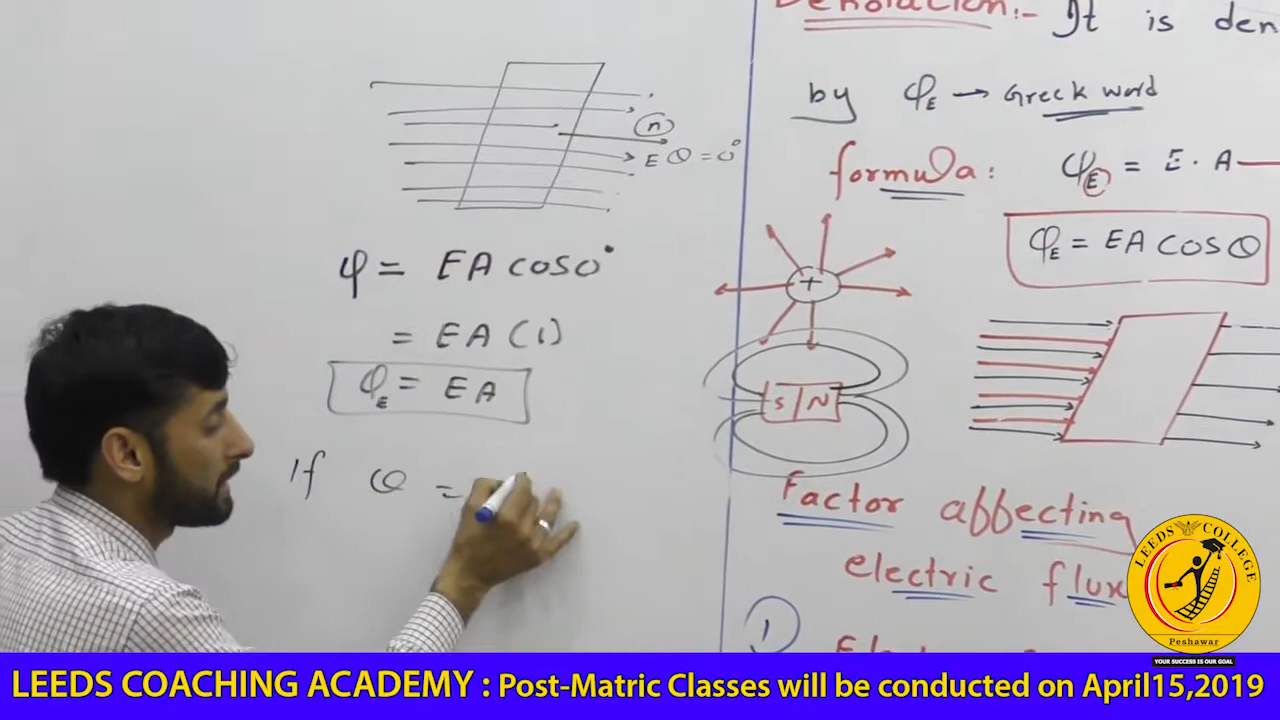 (n)
E θ = 0°
φ = EA cos 0°
= EA (1)
φE = EA
If θ =
Denotation:- It is den
by φE → Greek word
formula: φE = E . A
φE = EA cos θ
+
S N
Factor affecting
electric flux
1
LEEDS COLLEGE
Peshawar
YOUR SUCCESS IS OUR GOAL
LEEDS COACHING ACADEMY : Post-Matric Classes will be conducted on April15,2019